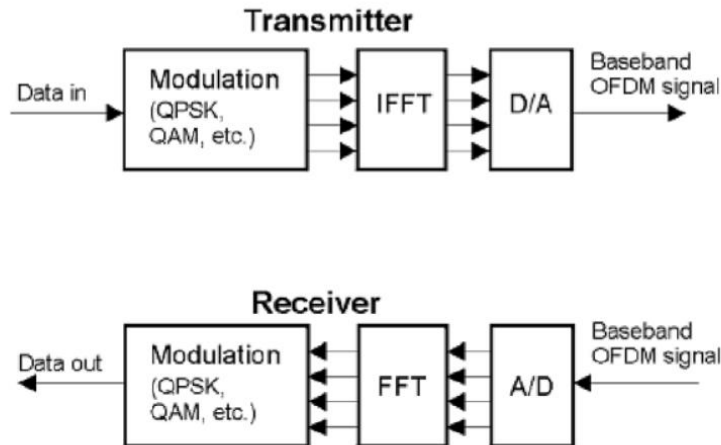 Transmitter
Data in
Modulation
(QPSK,
QAM, etc.)
IFFT
D/A
Baseband
OFDM signal
Receiver
Data out
Modulation
(QPSK,
QAM, etc.)
FFT
A/D
Baseband
OFDM signal